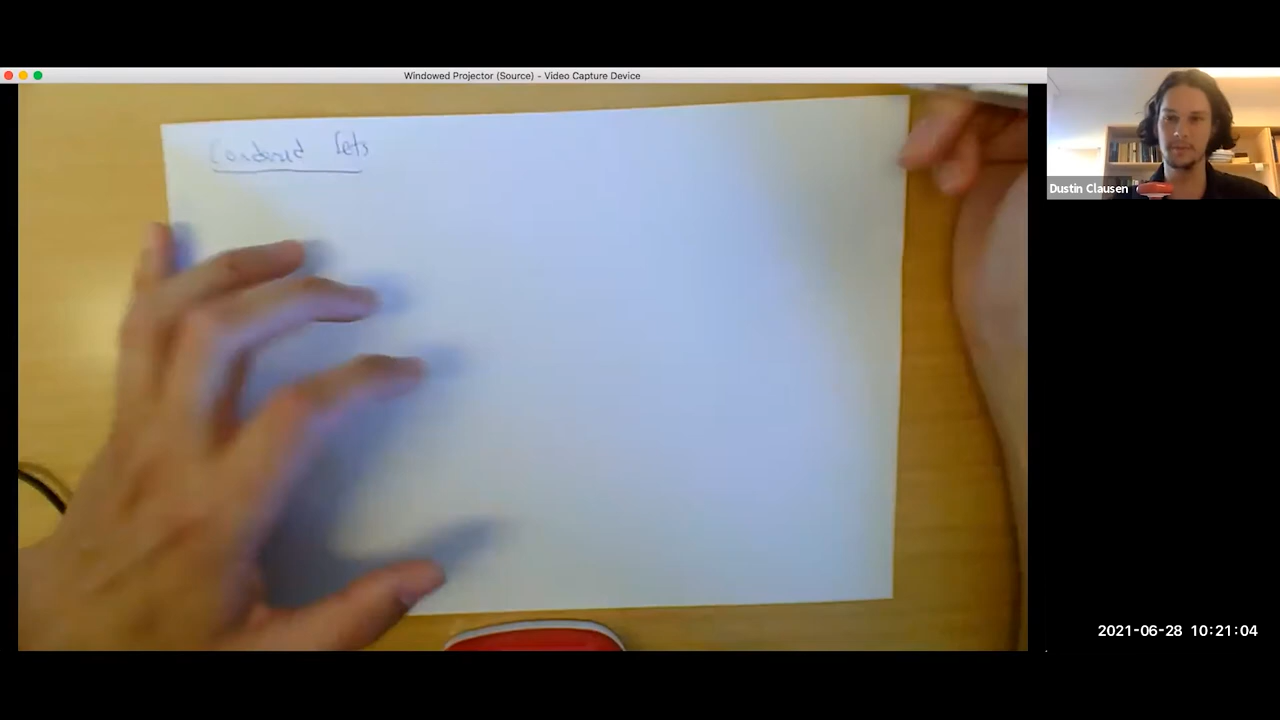 Windowed Projector (Source) - Video Capture Device
Condensed Sets
Dustin Clausen
2021-06-28 10:21:04